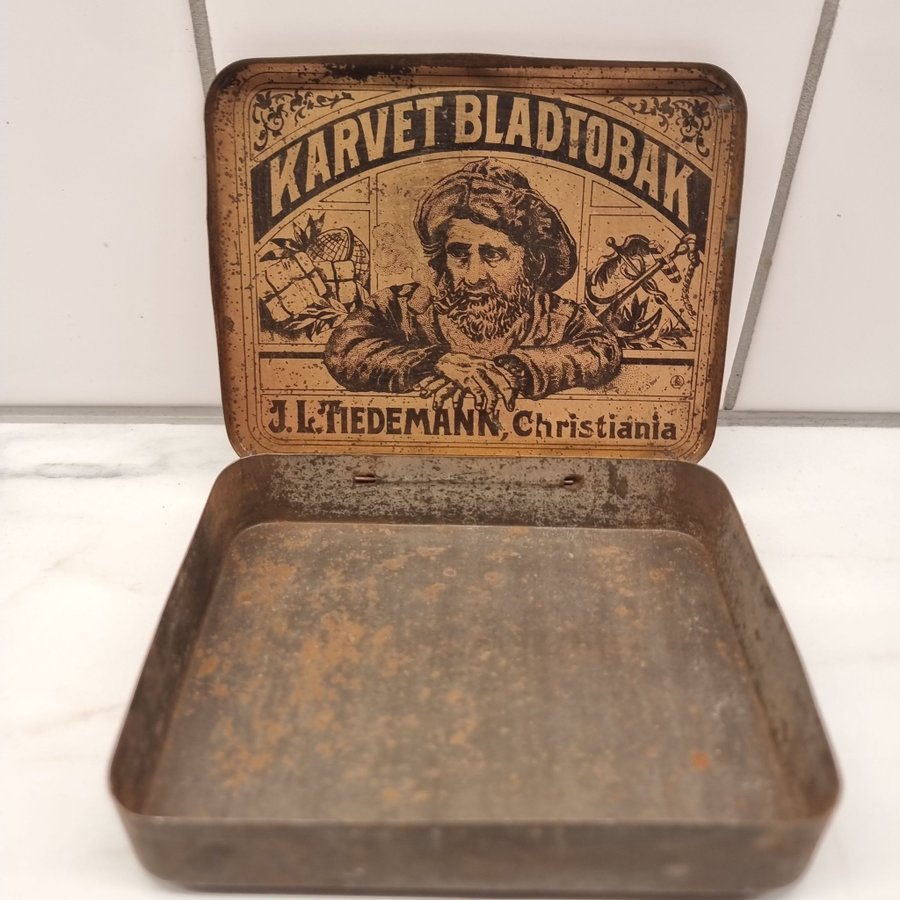 KARVET BLADTOBAK
J. L. TIEDEMANN, Christiania